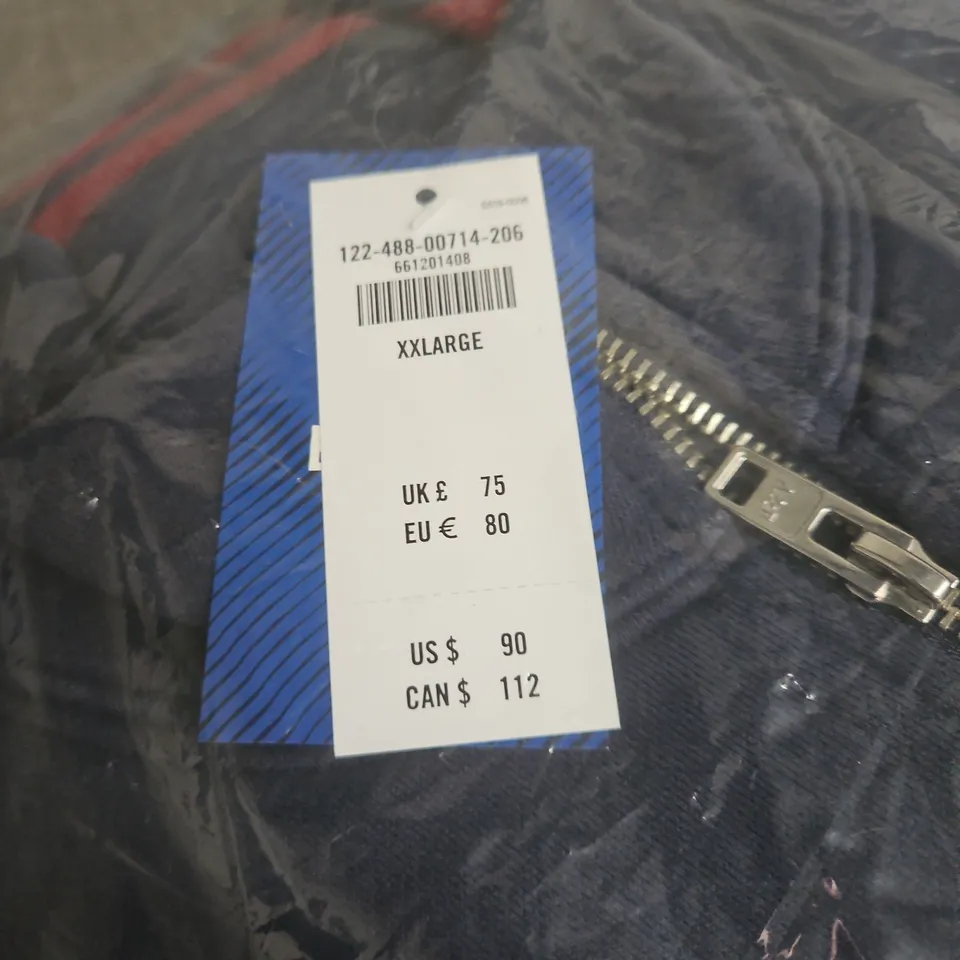 122-488-00714-206
661201408
XXLARGE
UK £ 75
EU € 80
US $ 90
CAN $ 112